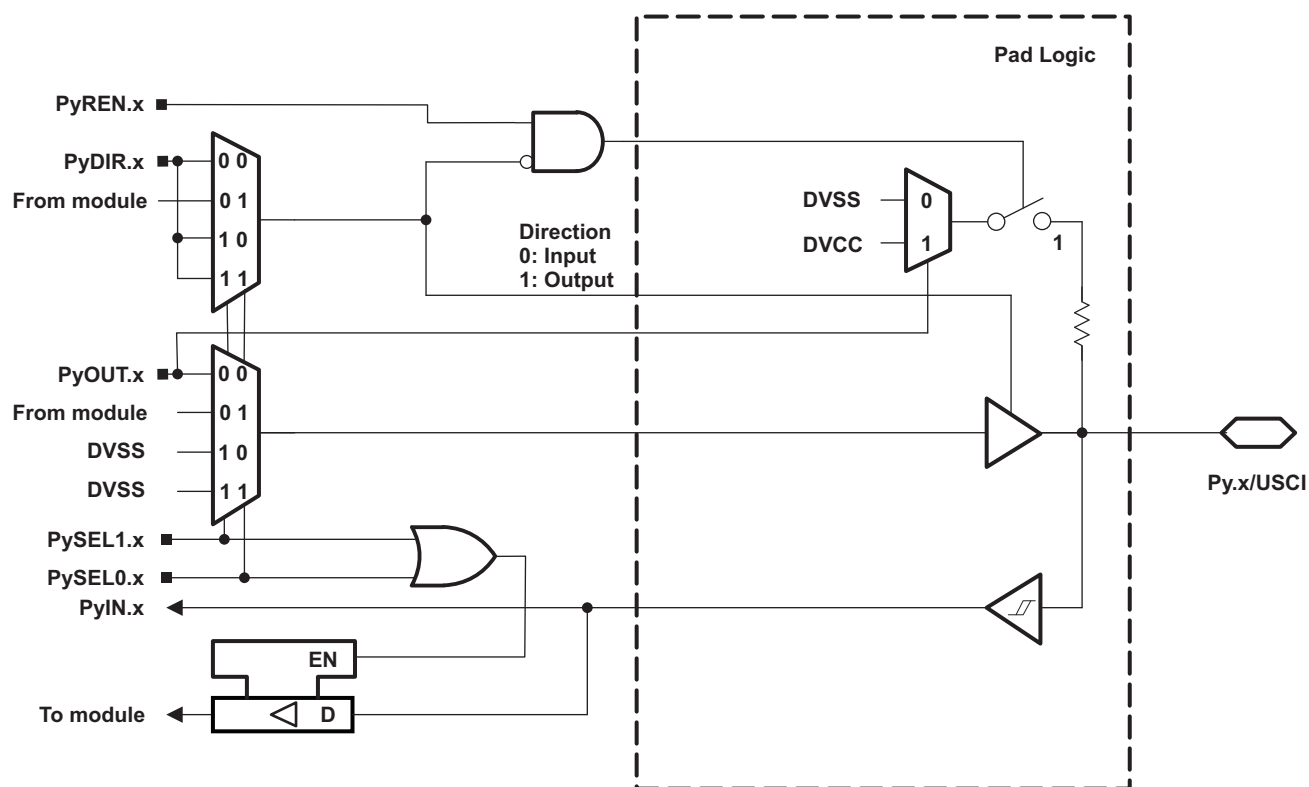 Pad Logic
PyREN.x
PyDIR.x
0 0
From module
0 1
1 0
1 1
Direction
0: Input
1: Output
DVSS
0
DVCC
1
1
PyOUT.x
0 0
From module
0 1
DVSS
1 0
DVSS
1 1
Py.x/USCI
PySEL1.x
PySEL0.x
PyIN.x
EN
To module
D